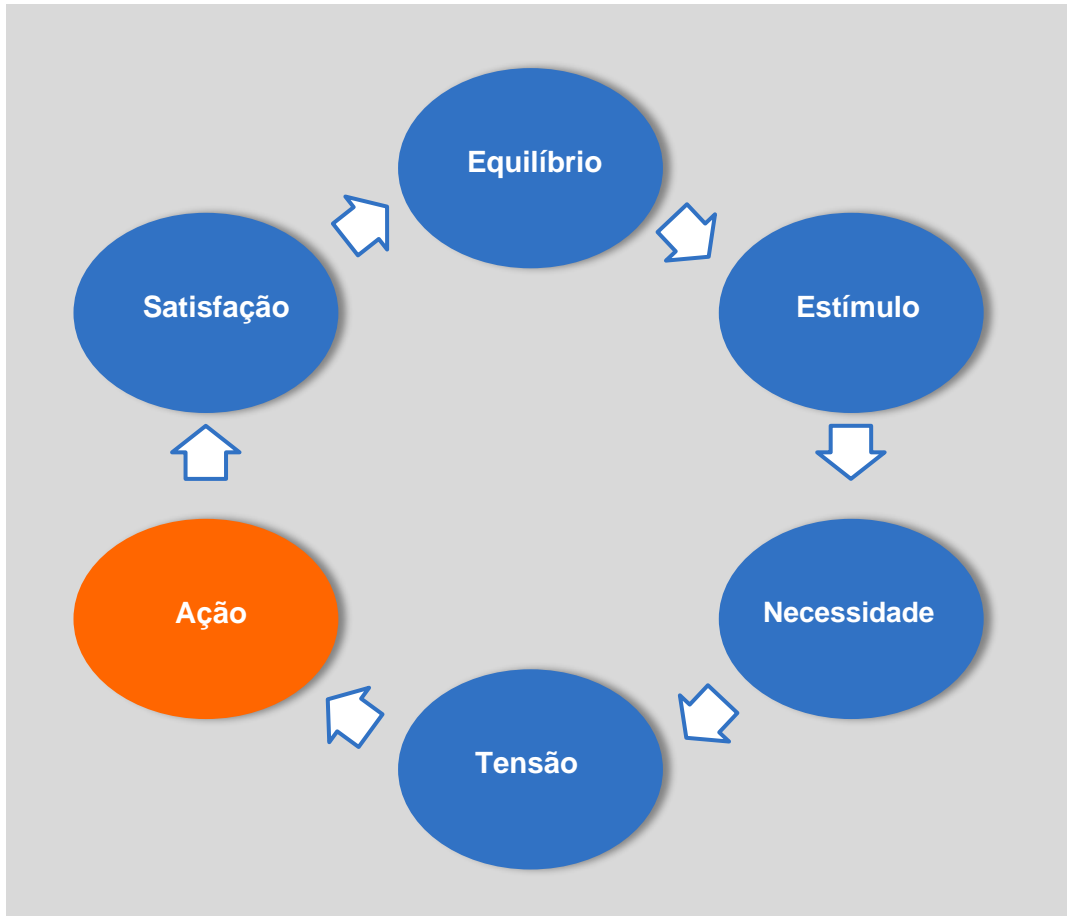 Equilíbrio
Estímulo
Necessidade
Tensão
Ação
Satisfação